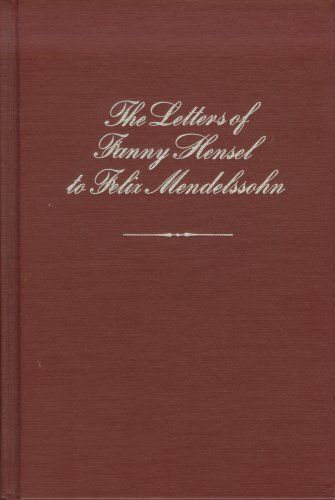 The Letters of
Fanny Hensel
to Felix Mendelssohn